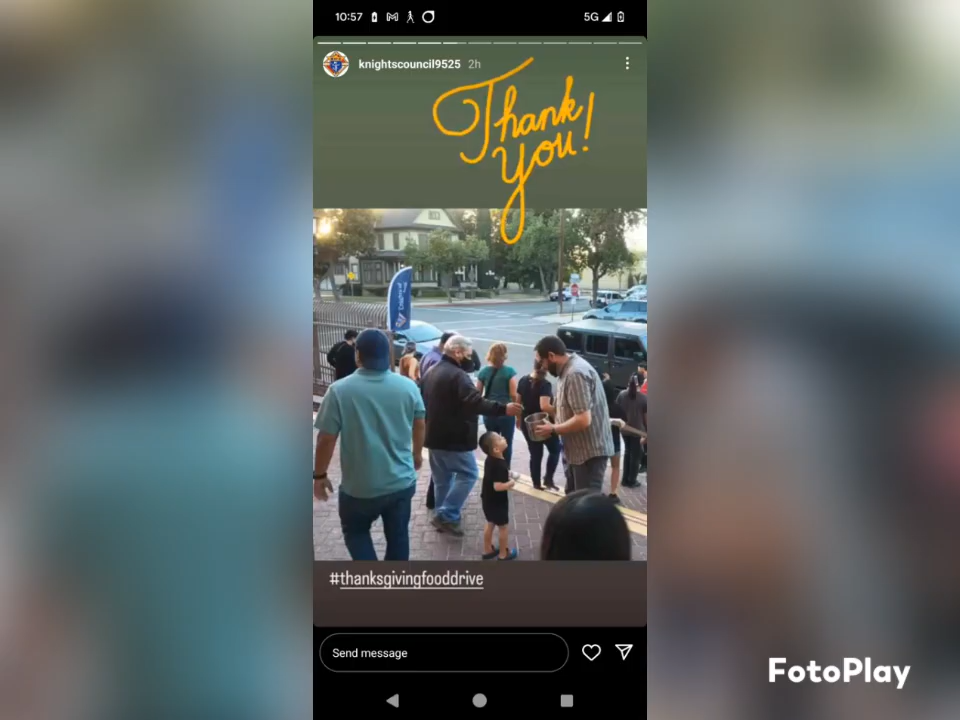 10:57
5G
knightscouncil9525 2h
Thank
You!
#thanksgivingfooddrive
Send message
FotoPlay